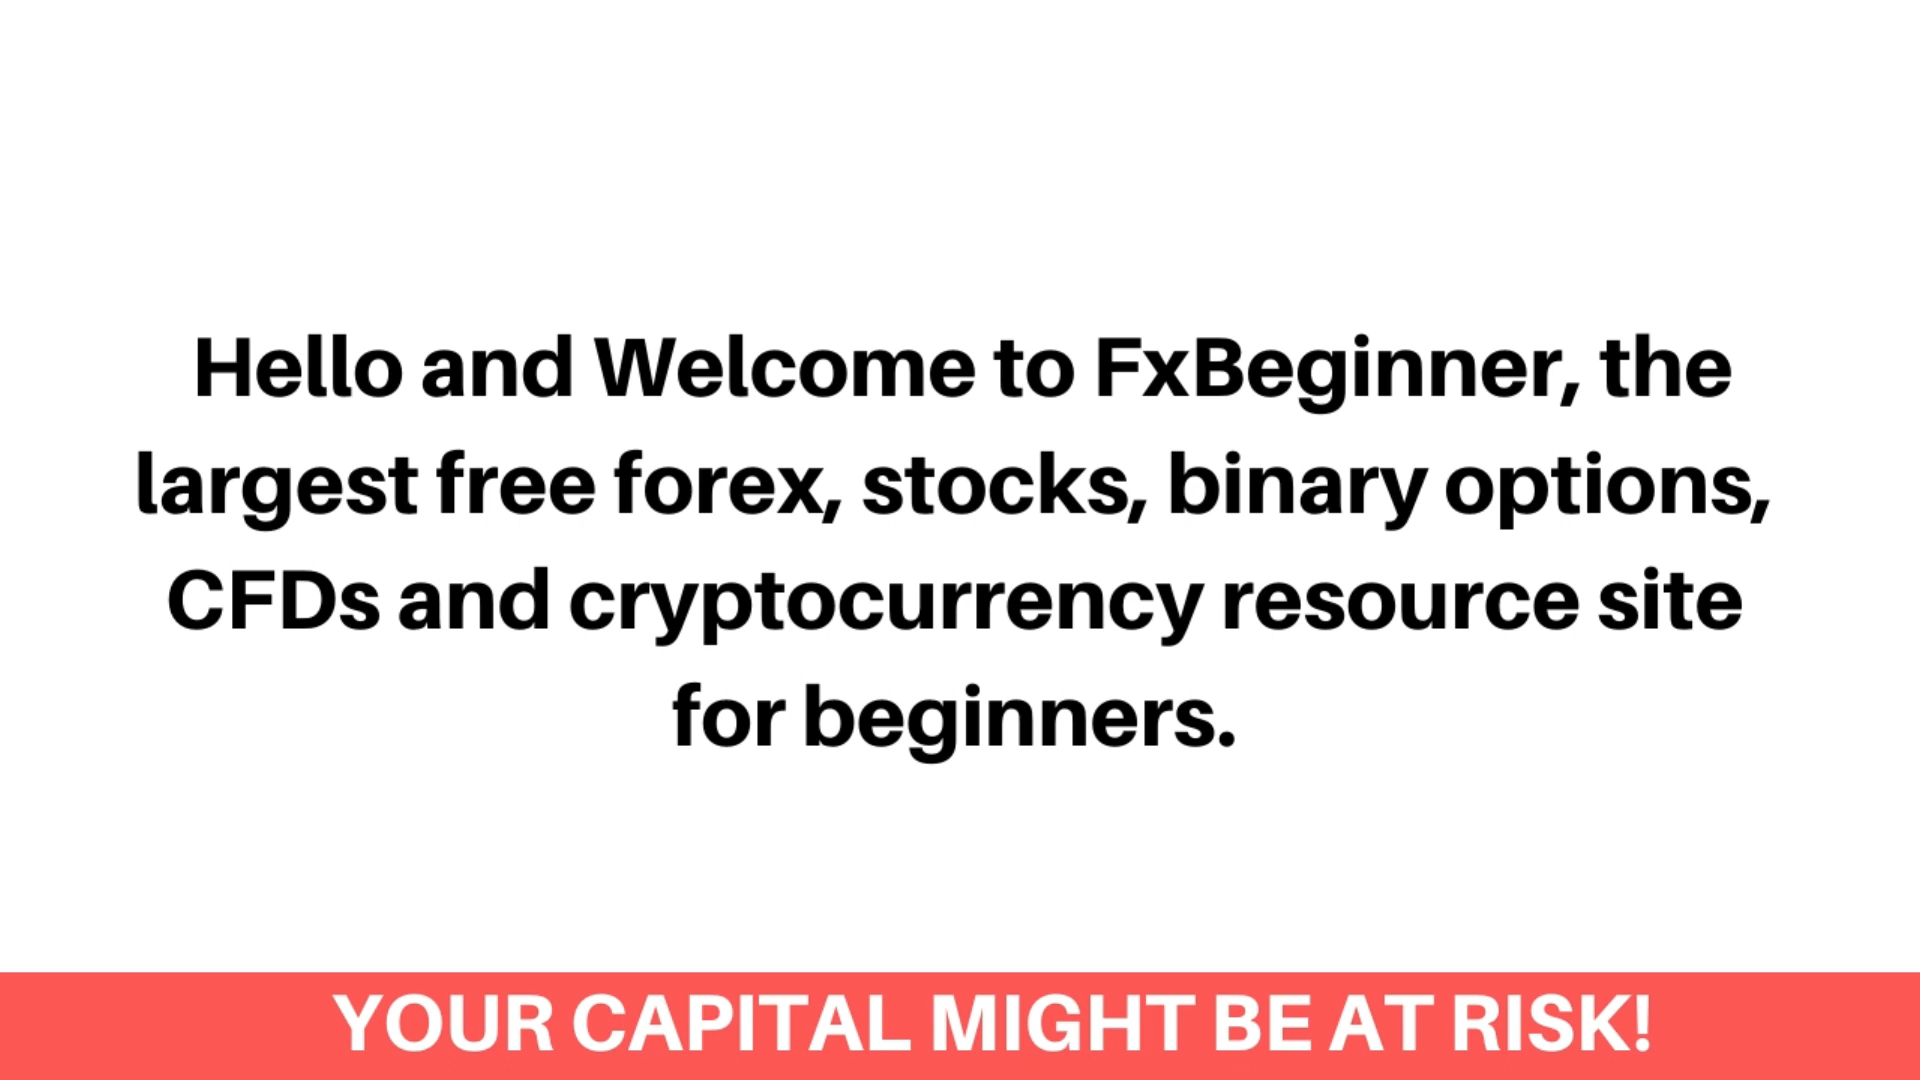 Hello and Welcome to FxBeginner, the
largest free forex, stocks, binary options,
CFDs and cryptocurrency resource site
for beginners.
YOUR CAPITAL MIGHT BE AT RISK!